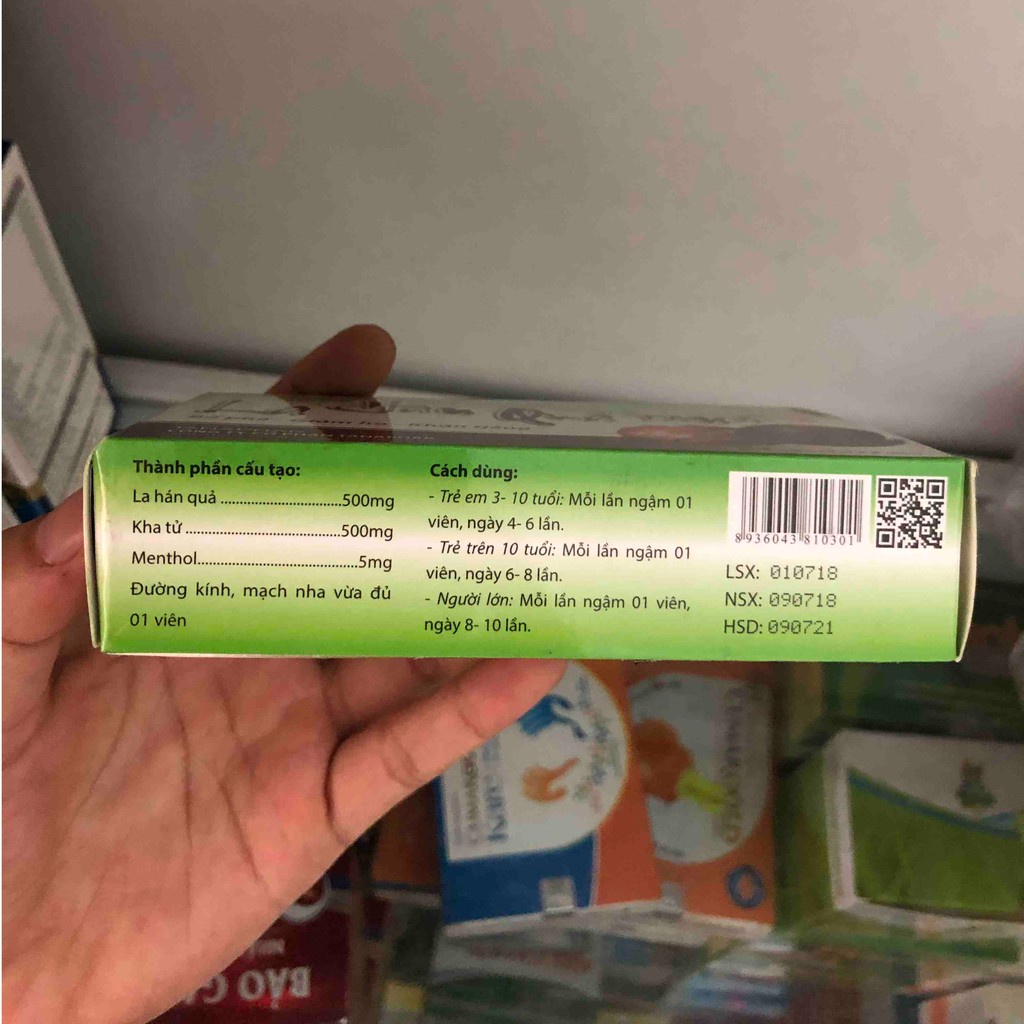 Thành phần cấu tạo:
La hán quả..............................500mg
Kha tử.......................................500mg
Menthol........................................5mg
Đường kính, mạch nha vừa đủ
01 viên
Cách dùng:
- Trẻ em 3- 10 tuổi: Mỗi lần ngậm 01
viên, ngày 4- 6 lần.
- Trẻ trên 10 tuổi: Mỗi lần ngậm 01
viên, ngày 6- 8 lần.
- Người lớn: Mỗi lần ngậm 01 viên,
ngày 8- 10 lần.
8 936043 810301
LSX: 010718
NSX: 090718
HSD: 090721
BẢO